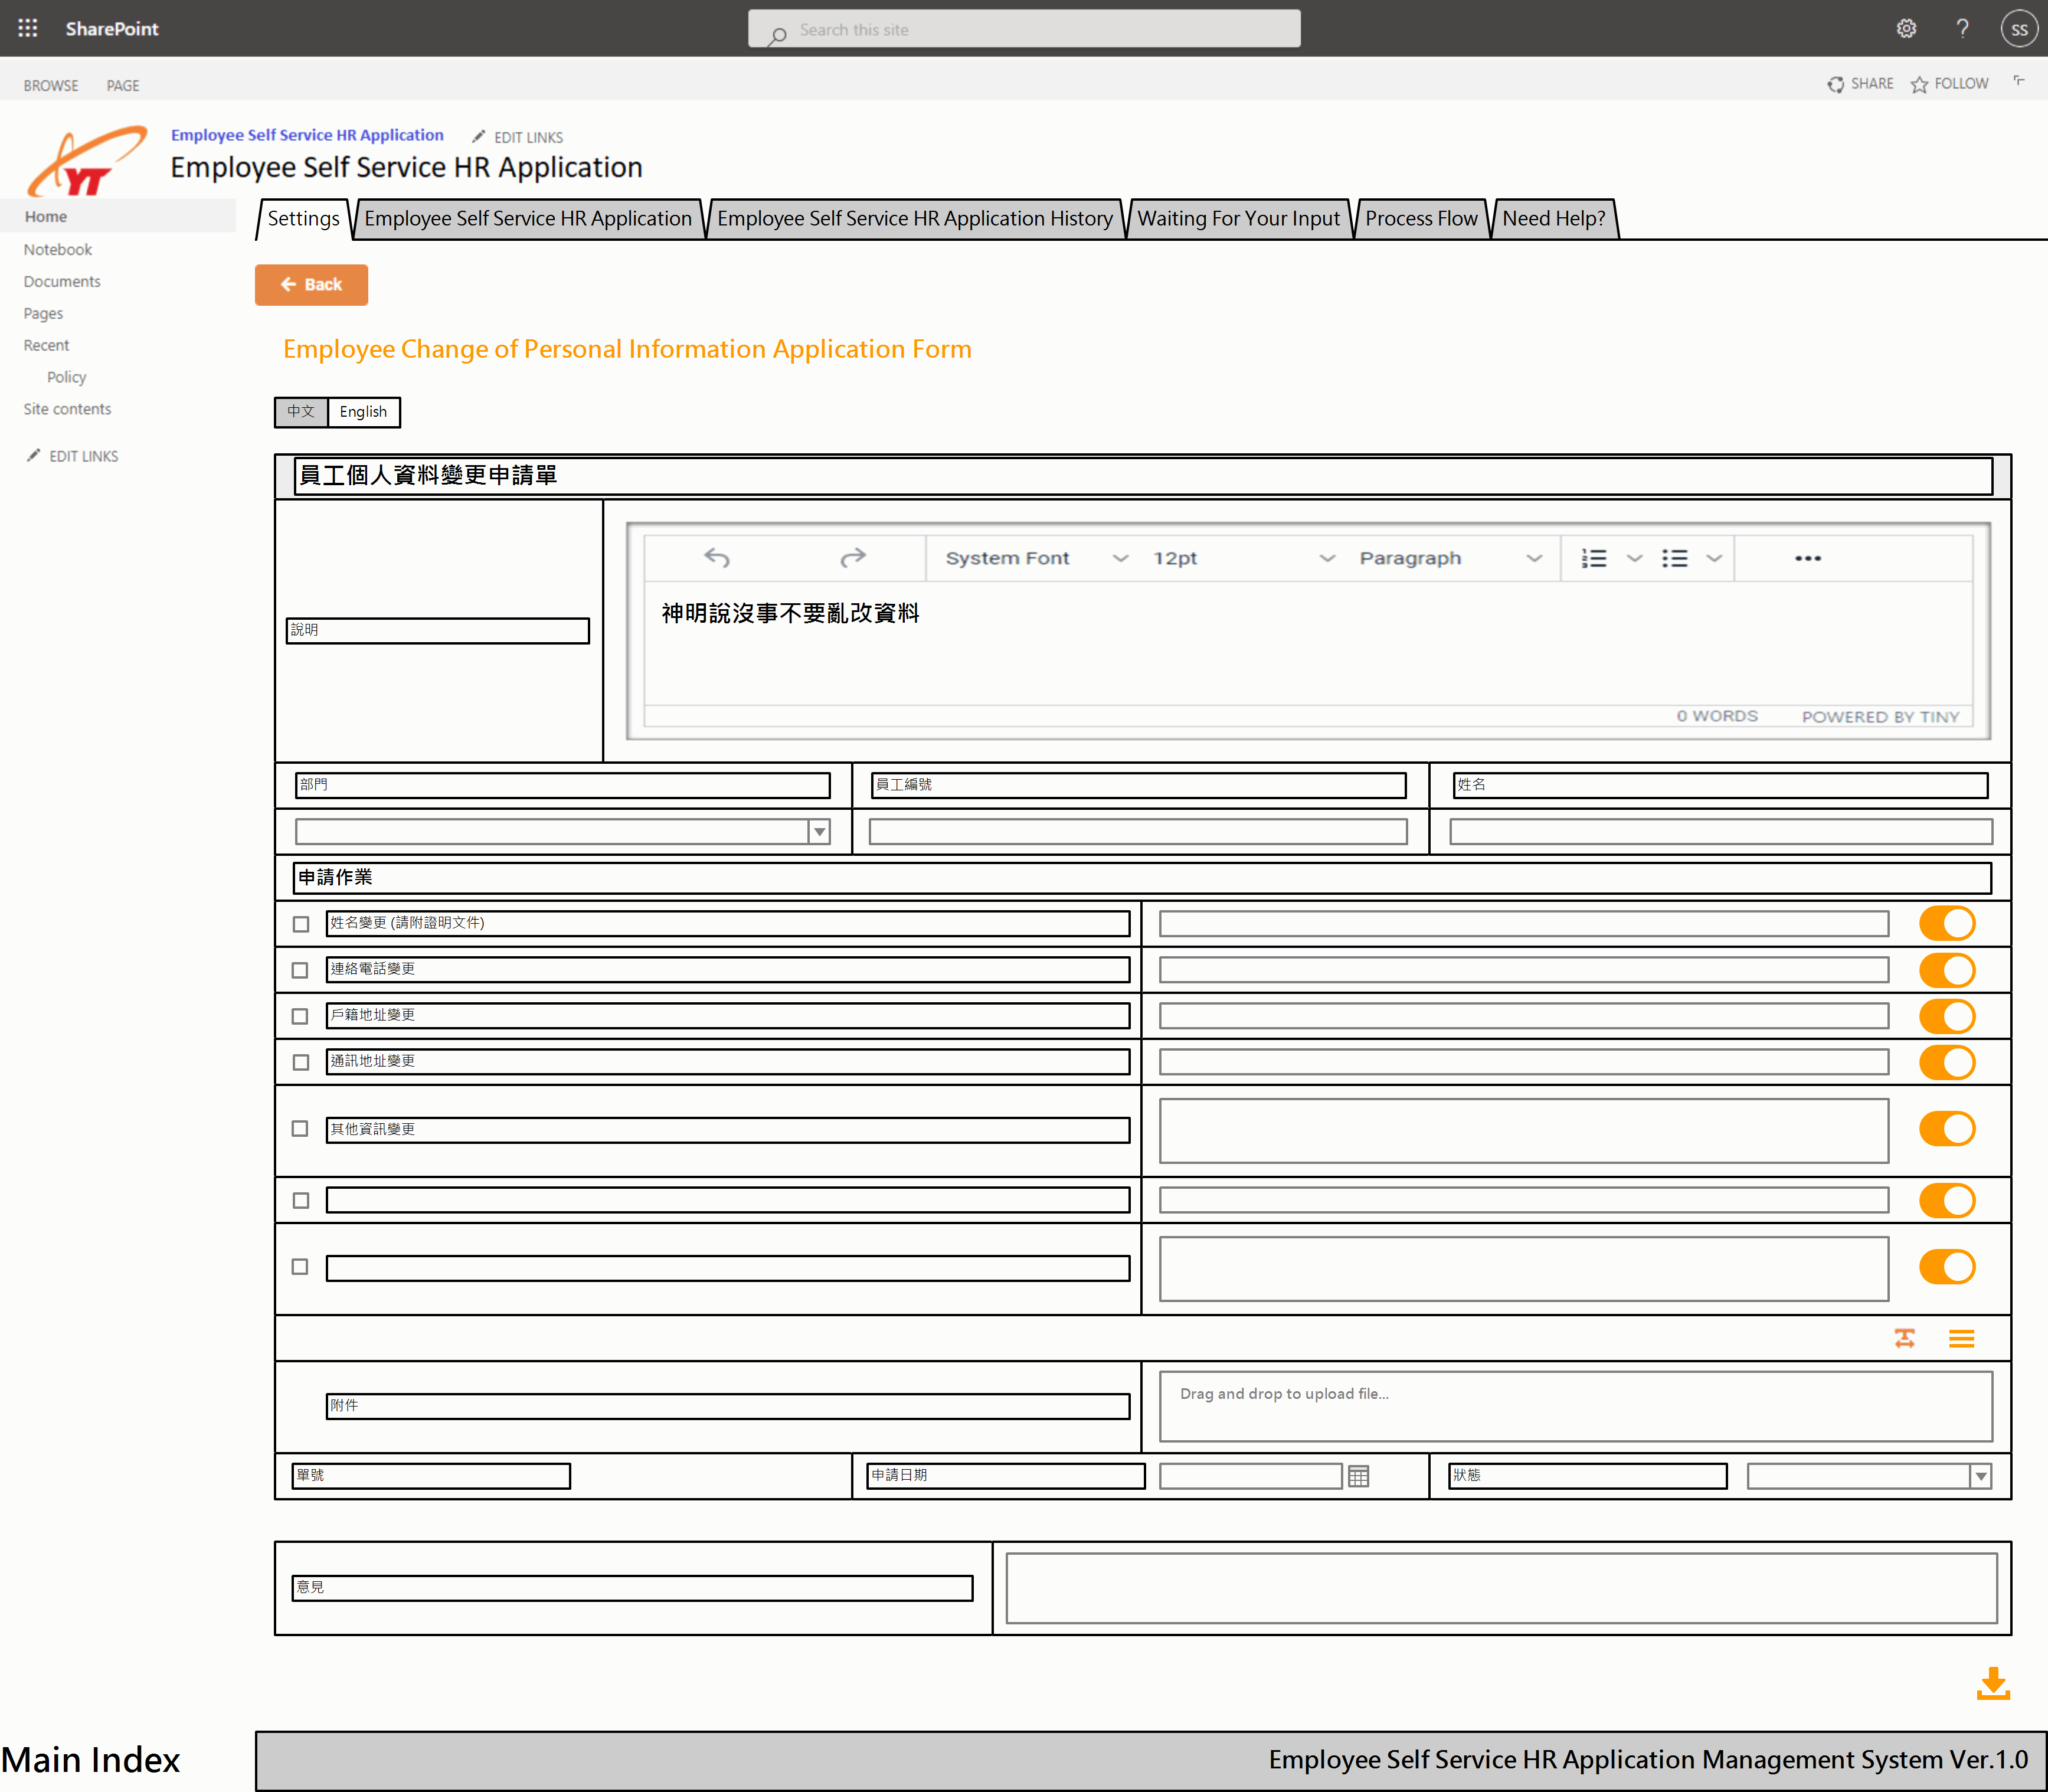 SharePoint
Search this site
?
SS
BROWSE PAGE
SHARE FOLLOW
YT
Employee Self Service HR Application
EDIT LINKS
Employee Self Service HR Application
Home
Notebook
Documents
Pages
Recent
Policy
Site contents
EDIT LINKS
Settings
Employee Self Service HR Application
Employee Self Service HR Application History
Waiting For Your Input
Process Flow
Need Help?
Back
Employee Change of Personal Information Application Form
中文 English
員工個人資料變更申請單
說明
System Font 12pt Paragraph
神明說沒事不要亂改資料
0 WORDS POWERED BY TINY
部門 員工編號 姓名
申請作業
姓名變更 (請附證明文件)
連絡電話變更
戶籍地址變更
通訊地址變更
其他資訊變更
附件
Drag and drop to upload file...
單號 申請日期 狀態
意見
Main Index
Employee Self Service HR Application Management System Ver.1.0